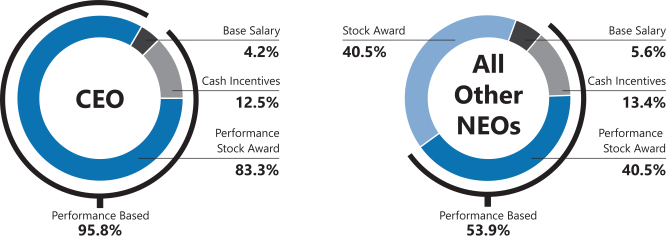 CEO
Base Salary
4.2%
Cash Incentives
12.5%
Performance
Stock Award
83.3%
Performance Based
95.8%
Stock Award
40.5%
All
Other
NEOs
Base Salary
5.6%
Cash Incentives
13.4%
Performance
Stock Award
40.5%
Performance Based
53.9%